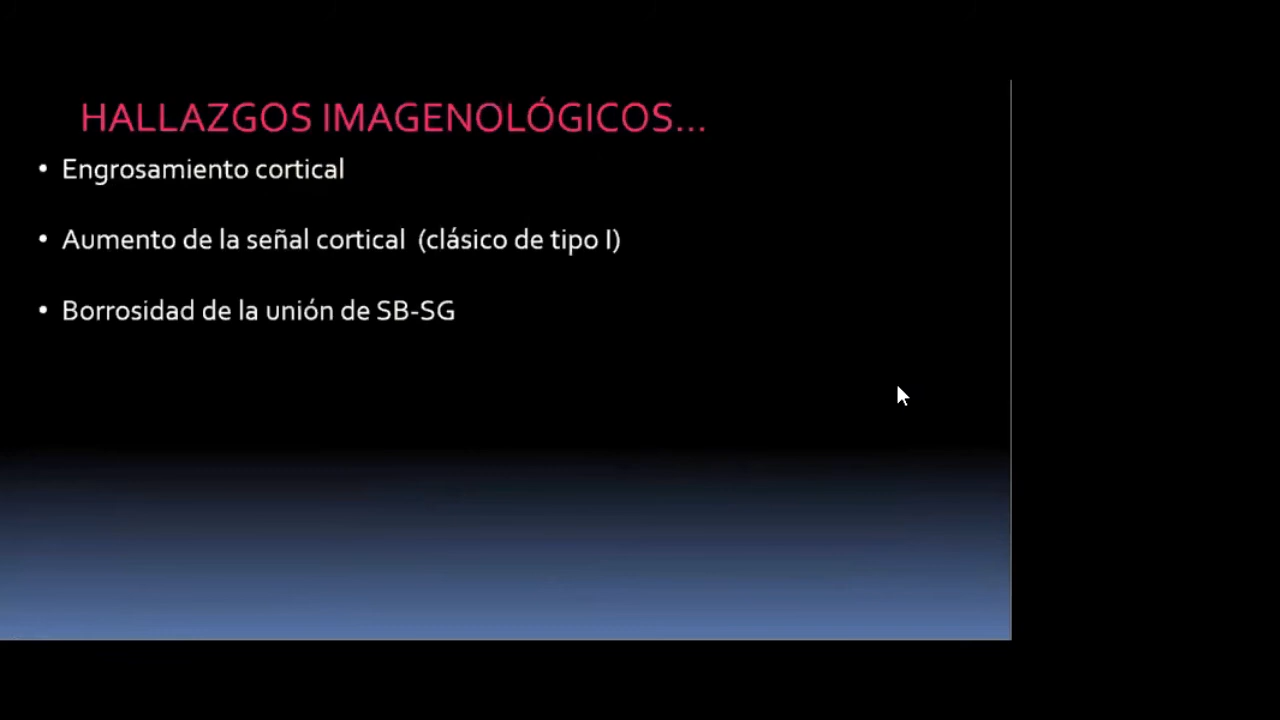 HALLAZGOS IMAGENOLÓGICOS...
• Engrosamiento cortical
• Aumento de la señal cortical (clásico de tipo I)
• Borrosidad de la unión de SB-SG